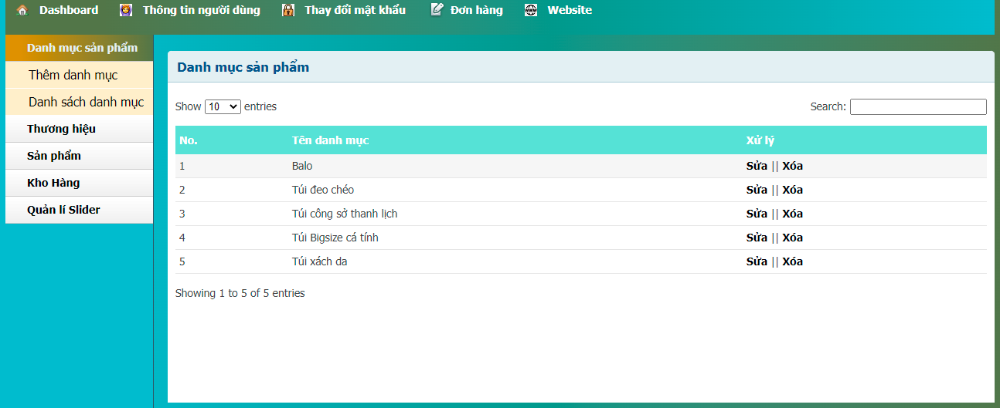 Dashboard Thông tin người dùng Thay đổi mật khẩu Đơn hàng WWW Website
Danh mục sản phẩm
Thêm danh mục
Danh sách danh mục
Thương hiệu
Sản phẩm
Kho Hàng
Quản lí Slider
Danh mục sản phẩm
Show 10 entries Search:
No. Tên danh mục Xử lý
1 Balo Sửa || Xóa
2 Túi đeo chéo Sửa || Xóa
3 Túi công sở thanh lịch Sửa || Xóa
4 Túi Bigsize cá tính Sửa || Xóa
5 Túi xách da Sửa || Xóa
Showing 1 to 5 of 5 entries